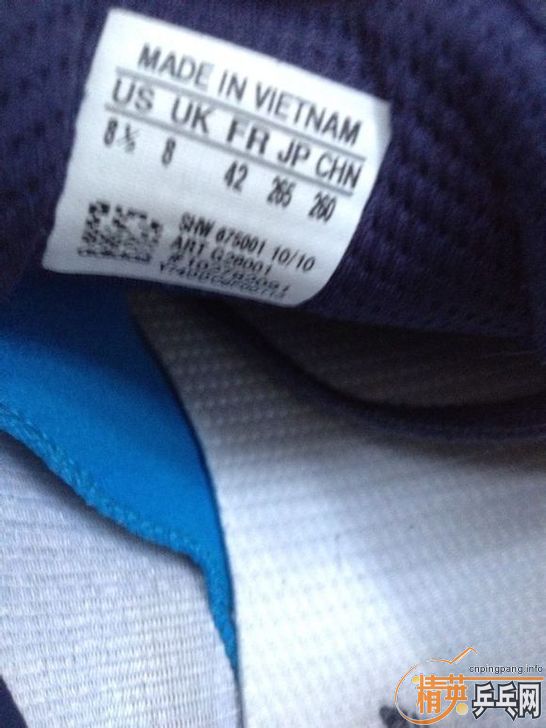 MADE IN VIETNAM
US UK FR JP CHN
8½ 8 42 265 260
SHW 675001 10/10
ART G26001
cnpingpang.info
精英乒乓网